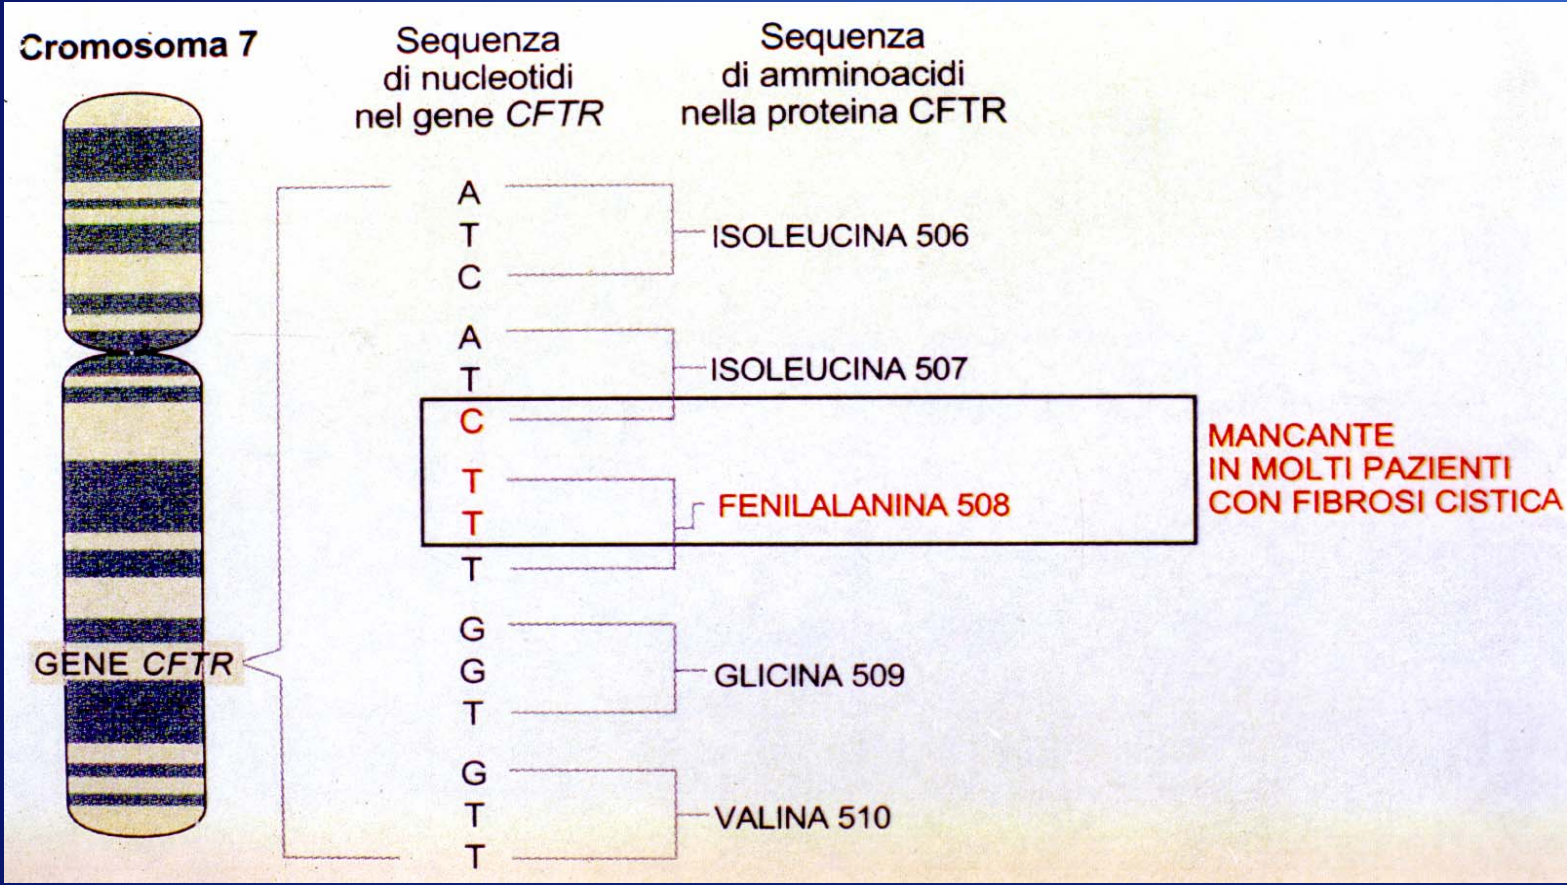 Cromosoma 7
Sequenza
di nucleotidi
nel gene CFTR
Sequenza
di amminoacidi
nella proteina CFTR
A
T
C
ISOLEUCINA 506
A
T
C
ISOLEUCINA 507
T
T
T
FENILALANINA 508
MANCANTE
IN MOLTI PAZIENTI
CON FIBROSI CISTICA
G
G
T
GLICINA 509
G
T
T
VALINA 510
GENE CFTR